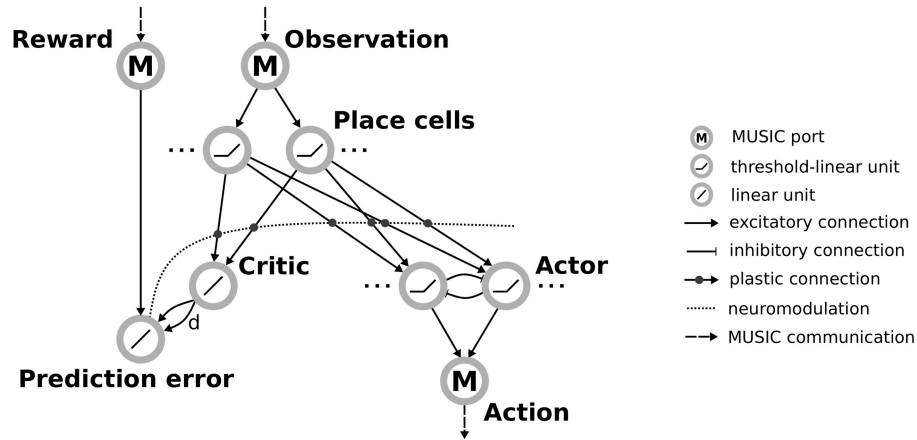 Reward
Observation
M
M
Place cells
...
...
Critic
Actor
...
...
d
Prediction error
M
Action
M MUSIC port
threshold-linear unit
linear unit
excitatory connection
inhibitory connection
plastic connection
neuromodulation
MUSIC communication